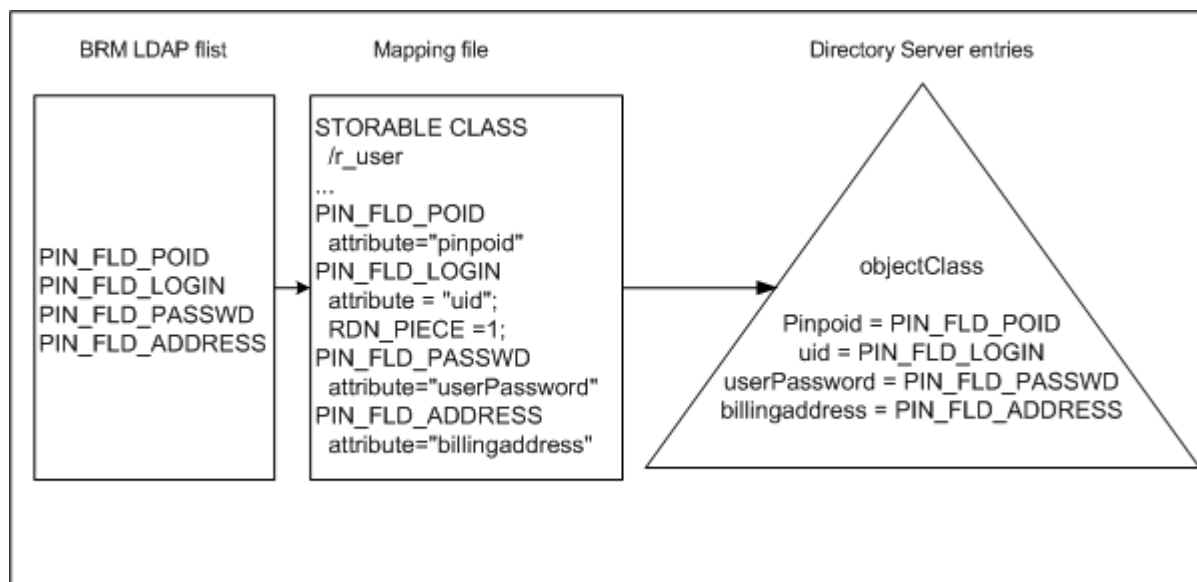 BRM LDAP flist
Mapping file
Directory Server entries
PIN_FLD_POID
PIN_FLD_LOGIN
PIN_FLD_PASSWD
PIN_FLD_ADDRESS
STORABLE CLASS
/r_user
...
PIN_FLD_POID
attribute="pinpoid"
PIN_FLD_LOGIN
attribute = "uid";
RDN_PIECE =1;
PIN_FLD_PASSWD
attribute="userPassword"
PIN_FLD_ADDRESS
attribute="billingaddress"
objectClass
Pinpoid = PIN_FLD_POID
uid = PIN_FLD_LOGIN
userPassword = PIN_FLD_PASSWD
billingaddress = PIN_FLD_ADDRESS